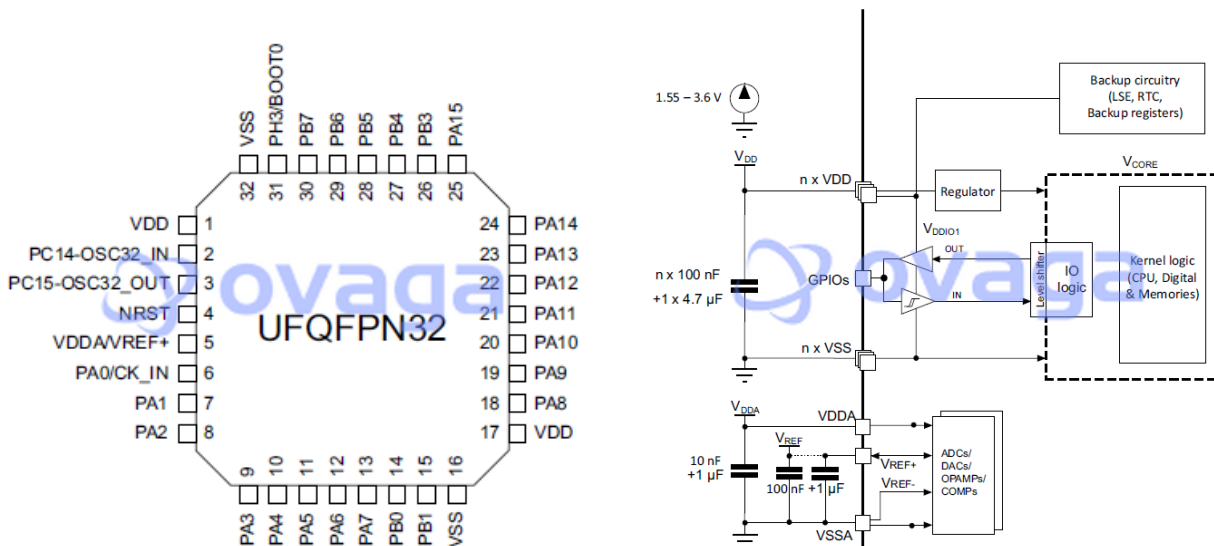 32 VSS
31 PH3/BOOT0
30 PB7
29 PB6
28 PB5
27 PB4
26 PB3
25 PA15
VDD 1
PC14-OSC32_IN 2
PC15-OSC32_OUT 3
NRST 4
VDDA/VREF+ 5
PA0/CK_IN 6
PA1 7
PA2 8
UFQFPN32
ovaga
24 PA14
23 PA13
22 PA12
21 PA11
20 PA10
19 PA9
18 PA8
17 VDD
9 PA3
10 PA4
11 PA5
12 PA6
13 PA7
14 PB0
15 PB1
16 VSS
1.55 – 3.6 V
Backup circuitry
(LSE, RTC,
Backup registers)
VDD
n x VDD
Regulator
VCORE
VDDIO1
OUT
n x 100 nF
+1 x 4.7 µF
GPIOs
IN
Level shifter
IO
logic
Kernel logic
(CPU, Digital
& Memories)
ovaga
n x VSS
VDDA
VDDA
VREF
10 nF
+1 µF
100 nF
+1 µF
VREF+
VREF-
VSSA
ADCs/
DACs/
OPAMPs/
COMPs